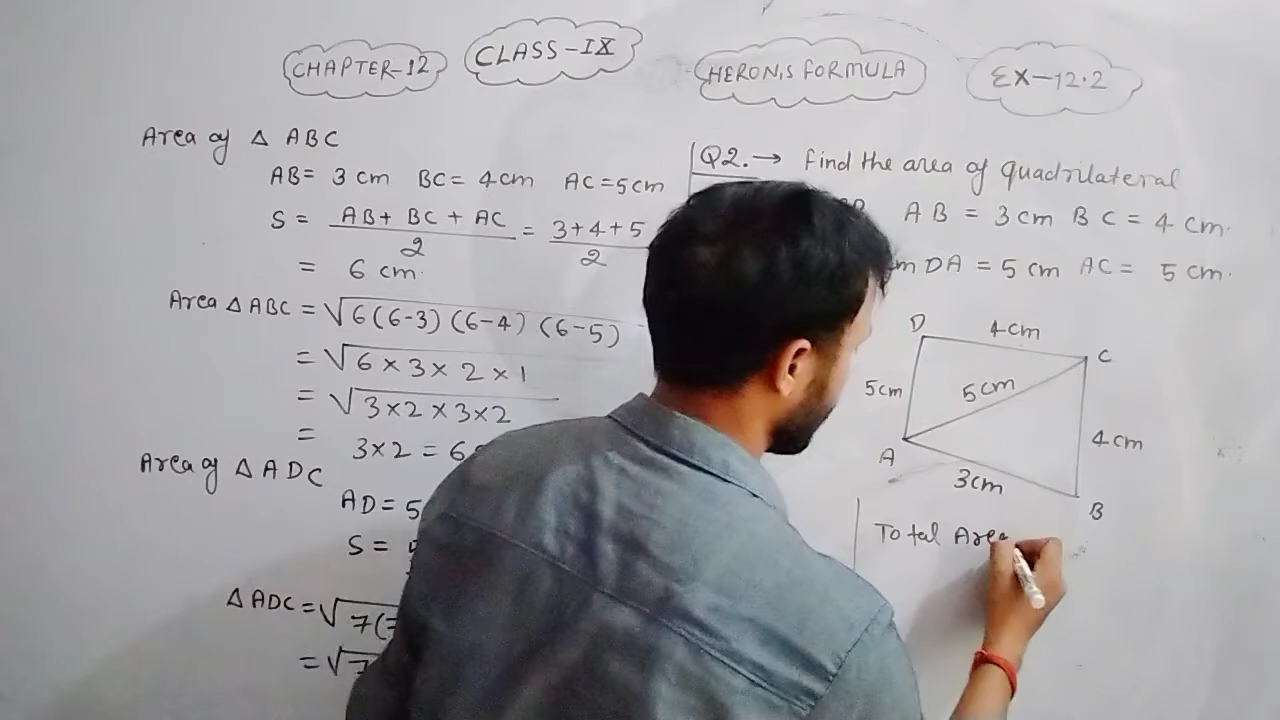 CHAPTER-12
CLASS-IX
HERON,S FORMULA
EX-12.2
Area of △ ABC
AB= 3 cm BC= 4cm AC=5cm
S = AB+ BC + AC / 2 = 3+4+5 / 2
= 6 cm.
Area △ ABC = √6(6-3) (6-4) (6-5)
= √6 × 3 × 2 × 1
= √3×2×3×2
= 3×2 = 6
Area of △ ADC
AD= 5
S =
△ ADC = √7(7
= √7
Q2. → find the area of quadrilateral
AB = 3 cm BC = 4 cm.
m DA = 5 cm AC = 5 cm.
D 4cm C
5cm 5cm
4cm
A 3cm
B
Total Area